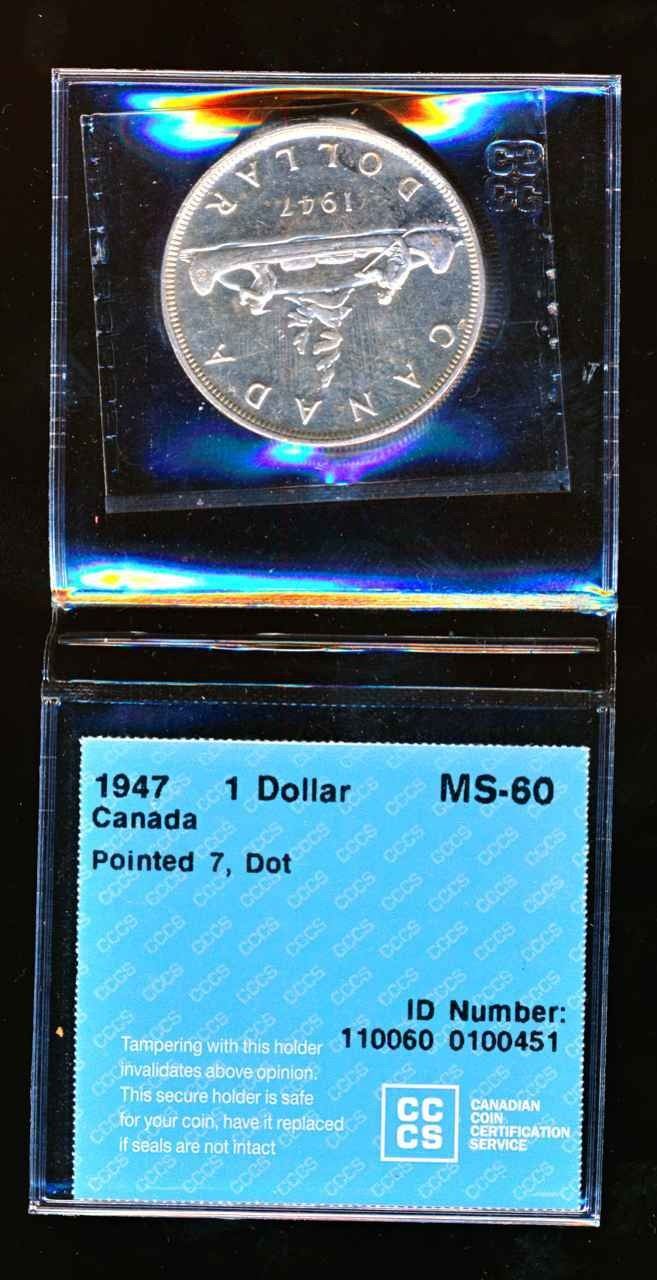 CANADA
1947
DOLLAR
CCCS
1947 1 Dollar MS-60
Canada
Pointed 7, Dot
ID Number:
110060 0100451
Tampering with this holder
invalidates above opinion.
This secure holder is safe
for your coin, have it replaced
if seals are not intact
CC
CS
CANADIAN
COIN
CERTIFICATION
SERVICE